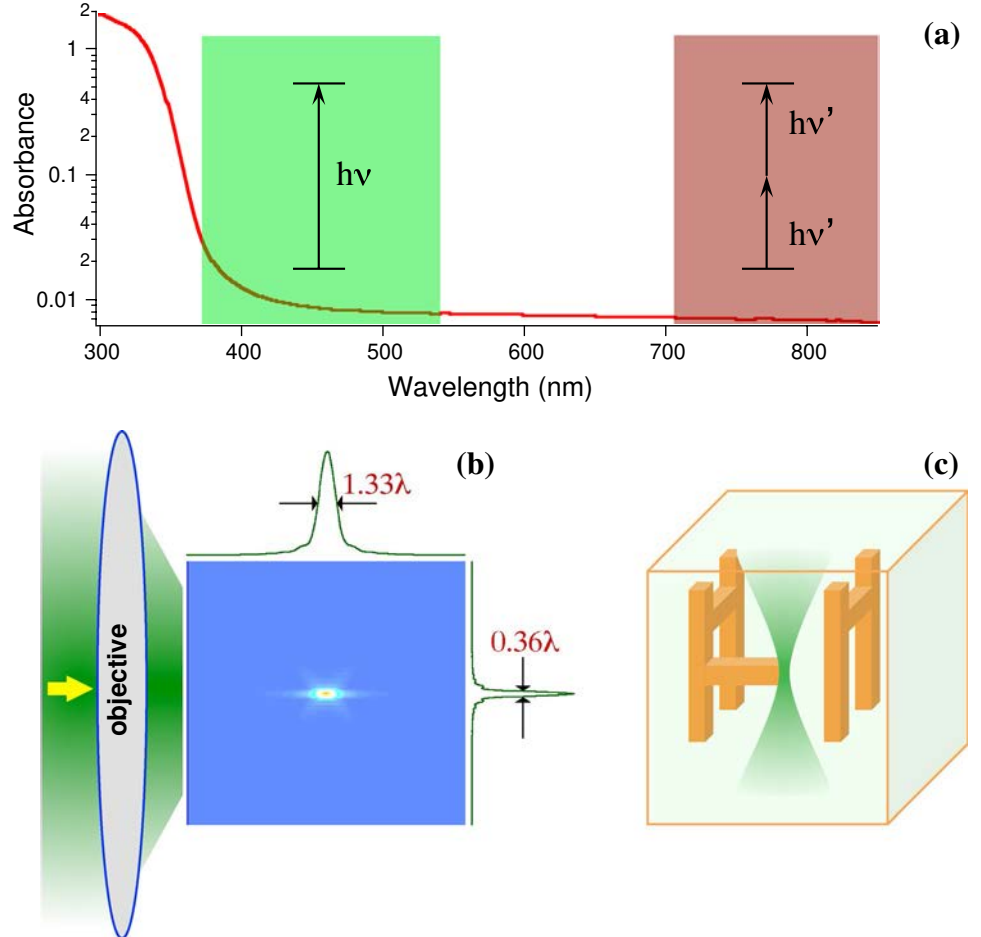 (a)
2
1
4
2
0.1
4
2
0.01
Absorbance
hν
hν’
hν’
300 400 500 600 700 800
Wavelength (nm)
(b)
1.33λ
0.36λ
objective
(c)